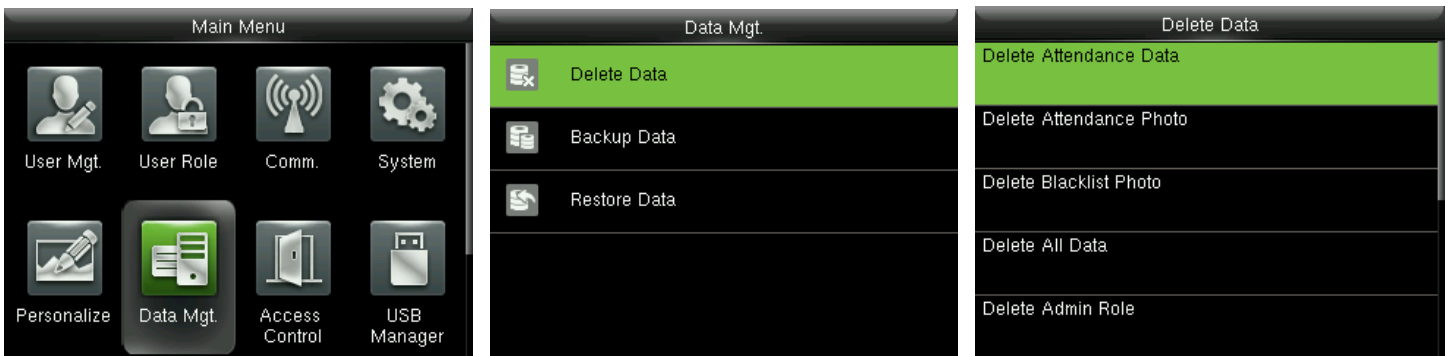 Main Menu
User Mgt.
User Role
Comm.
System
Personalize
Data Mgt.
Access
Control
USB
Manager
Data Mgt.
Delete Data
Backup Data
Restore Data
Delete Data
Delete Attendance Data
Delete Attendance Photo
Delete Blacklist Photo
Delete All Data
Delete Admin Role